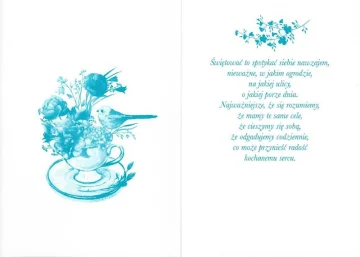 Świętować to spotykać siebie nawzajem,
nieważne, w jakim ogrodzie,
na jakiej ulicy,
o jakiej porze dnia.
Najważniejsze, że się rozumiemy,
że mamy te same cele,
że cieszymy się sobą,
że odgadujemy codziennie,
co może przynieść radość
kochanemu sercu.